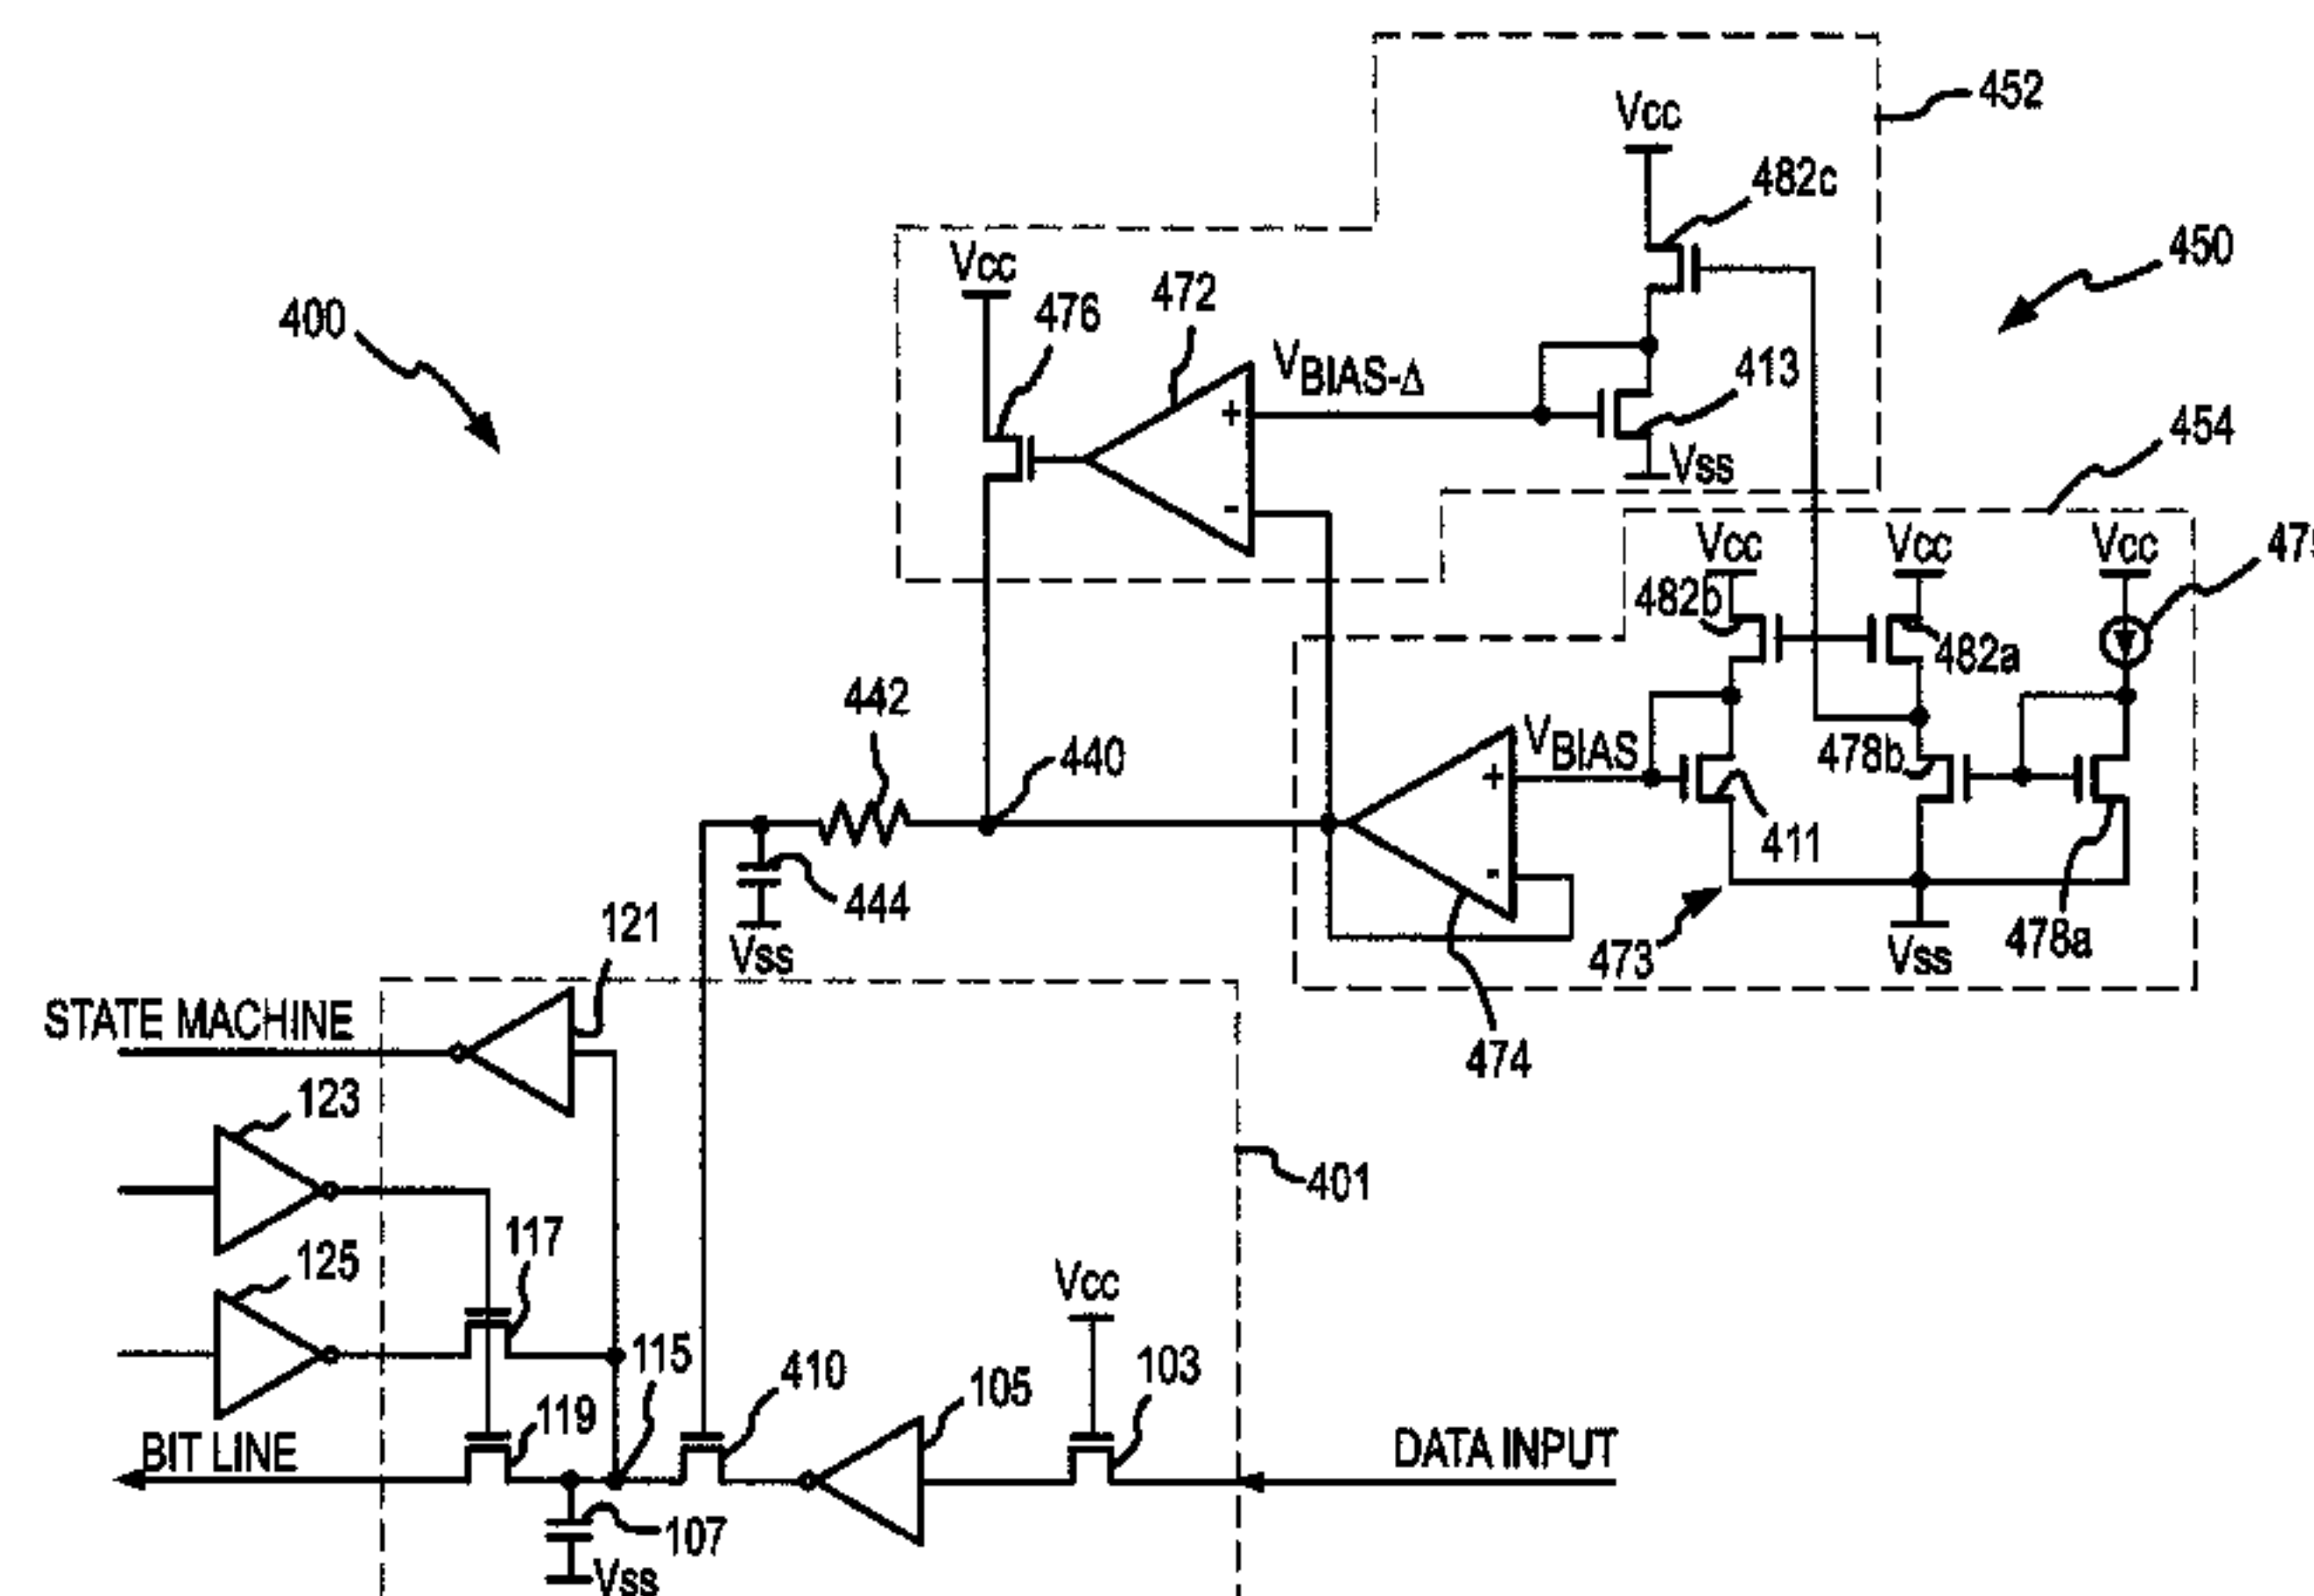 452
Vcc
482c
450
Vcc
472
476
400
VBIAS-Δ
413
454
Vss
Vcc
Vcc
Vcc
482b
482a
442
440
VBIAS
478b
411
444
Vss
121
473
Vss
478a
STATE MACHINE
474
123
401
117
125
Vcc
115
410
105
103
119
BIT LINE
DATA INPUT
107
Vss